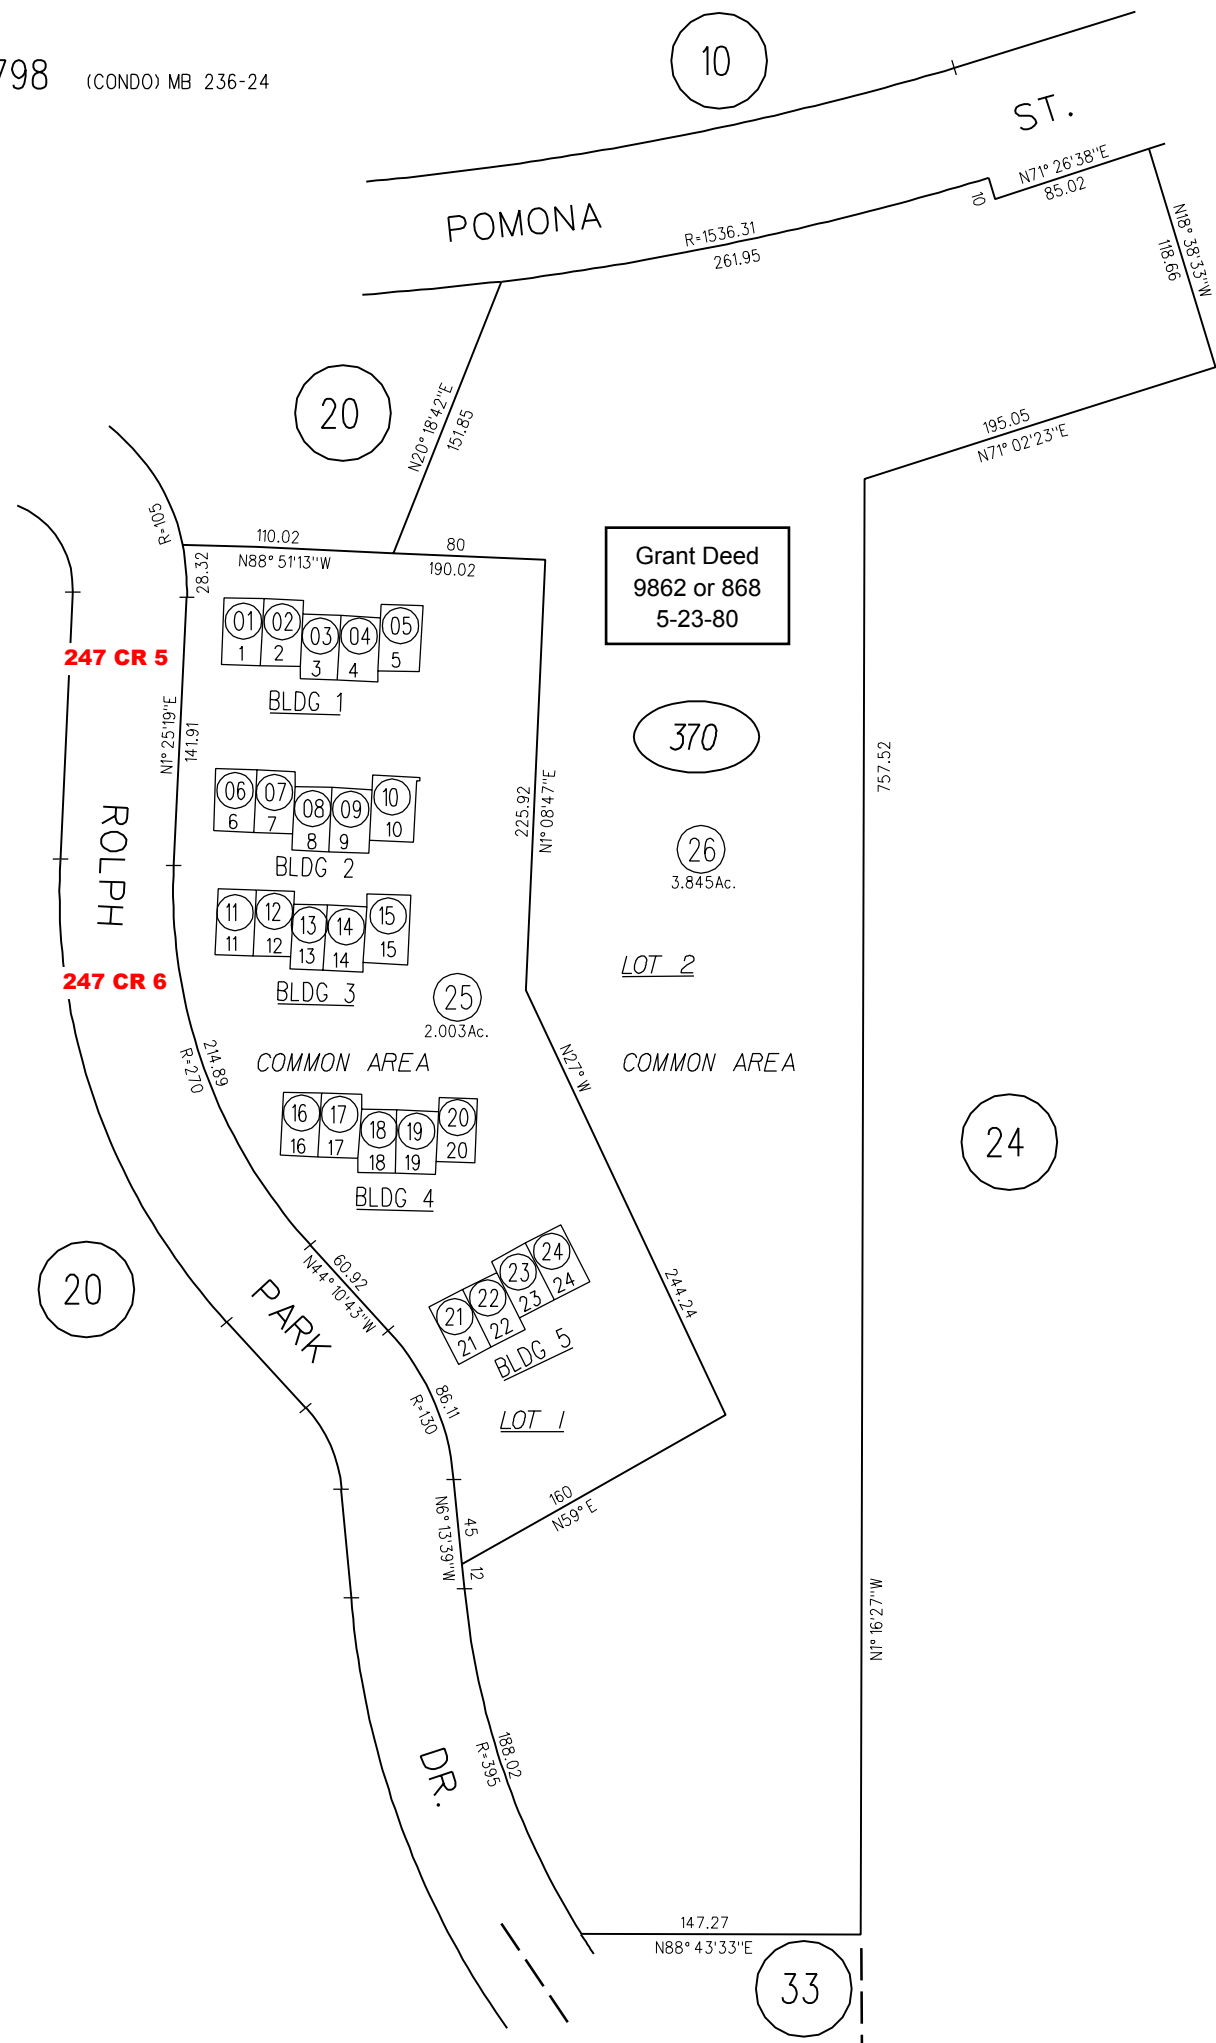 798 (CONDO) MB 236-24
10
POMONA ST.
N71° 26'38"E
85.02
10
R=1536.31
261.95
N18° 38'33"W
118.66
20
N20° 18'42"E
151.85
195.05
N71° 02'23"E
R=105
28.32
110.02
N88° 51'13"W
80
190.02
Grant Deed
9862 or 868
5-23-80
01 02 03 04 05
1 2 3 4 5
BLDG 1
247 CR 5
N1° 25'19"E
141.91
370
757.52
06 07 08 09 10
6 7 8 9 10
BLDG 2
225.92
N1° 08'47"E
26
3.845Ac.
ROLPH
11 12 13 14 15
11 12 13 14 15
BLDG 3
247 CR 6
25
2.003Ac.
LOT 2
COMMON AREA
COMMON AREA
214.89
R=270
N27° W
16 17 18 19 20
16 17 18 19 20
BLDG 4
24
20
60.92
N44° 10'43"W
PARK
21 22 23 24
21 22 23 24
BLDG 5
244.24
86.11
R=130
LOT 1
160
N59° E
N6° 13'39"W
45
12
N1° 16'27"W
188.02
R=395
DR.
147.27
N88° 43'33"E
33